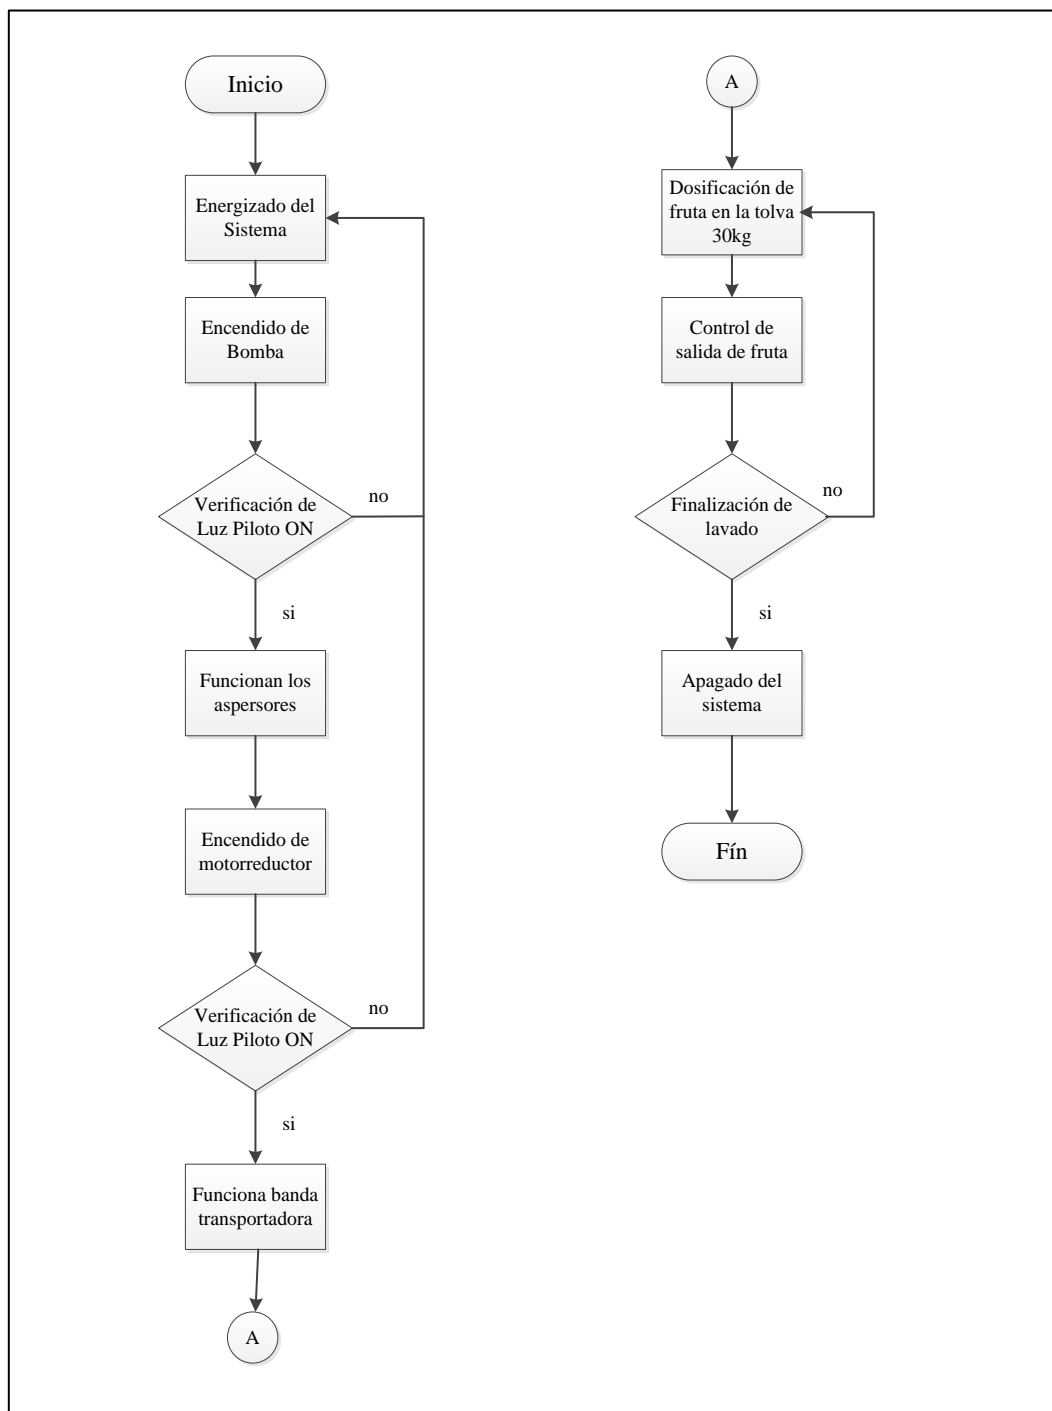 Inicio
Energizado del
Sistema
Encendido de
Bomba
Verificación de
Luz Piloto ON
no
si
Funcionan los
aspersores
Encendido de
motorreductor
Verificación de
Luz Piloto ON
no
si
Funciona banda
transportadora
A
A
Dosificación de
fruta en la tolva
30kg
Control de
salida de fruta
Finalización de
lavado
no
si
Apagado del
sistema
Fín